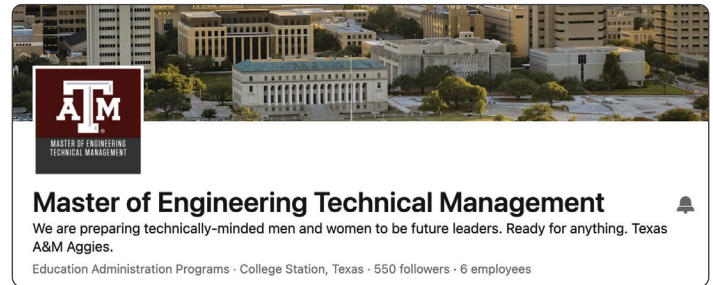 ATM
MASTER OF ENGINEERING
TECHNICAL MANAGEMENT
Master of Engineering Technical Management
We are preparing technically-minded men and women to be future leaders. Ready for anything. Texas
A&M Aggies.
Education Administration Programs · College Station, Texas · 550 followers · 6 employees